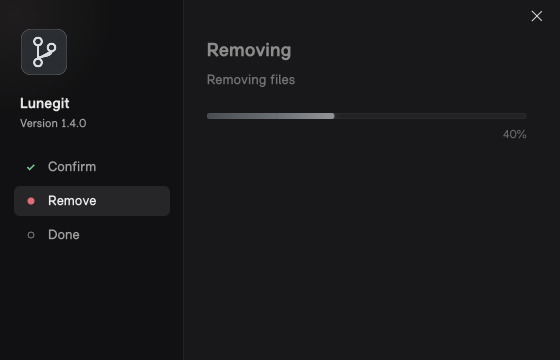 Lunegit
Version 1.4.0
Confirm
Remove
Done
Removing
Removing files
40%